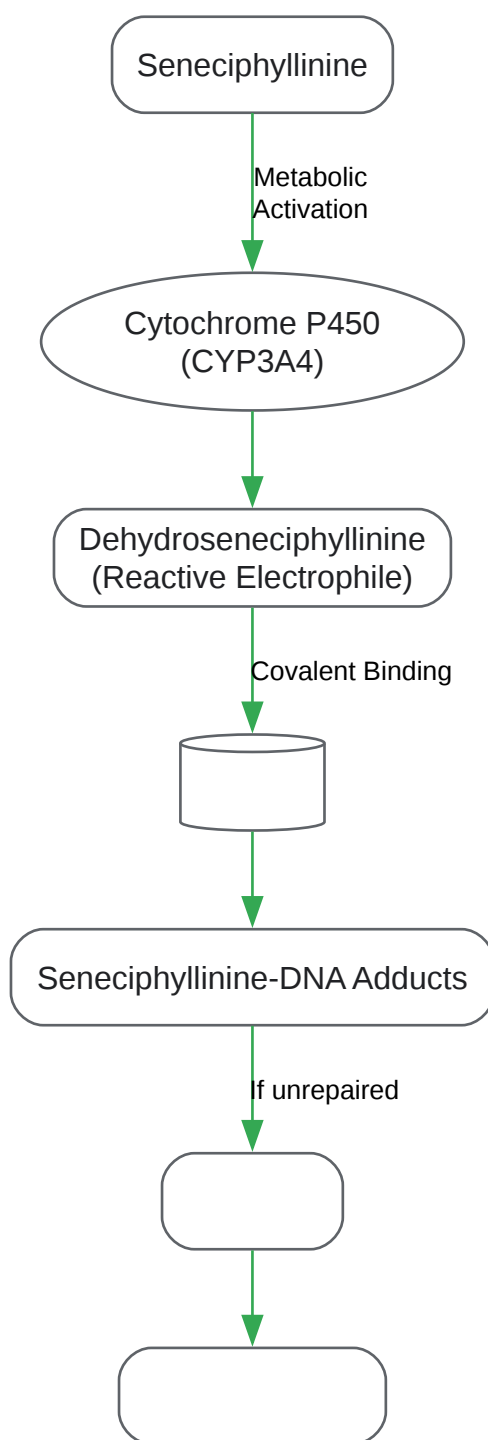 Seneciphyllinine
Metabolic
Activation
Cytochrome P450
(CYP3A4)
Dehydroseneciphyllinine
(Reactive Electrophile)
Covalent Binding
Seneciphyllinine-DNA Adducts
If unrepaired